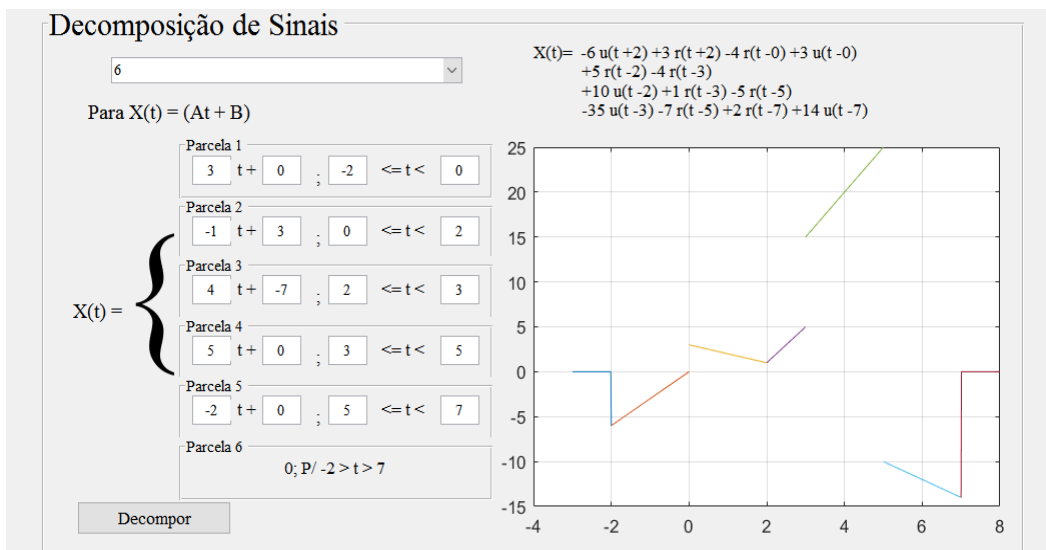 Decomposição de Sinais
6
Para X(t) = (At + B)
X(t)= -6 u(t +2) +3 r(t +2) -4 r(t -0) +3 u(t -0)
+5 r(t -2) -4 r(t -3)
+10 u(t -2) +1 r(t -3) -5 r(t -5)
-35 u(t -3) -7 r(t -5) +2 r(t -7) +14 u(t -7)
Parcela 1
3 t + 0 ; -2 <= t < 0
Parcela 2
-1 t + 3 ; 0 <= t < 2
Parcela 3
4 t + -7 ; 2 <= t < 3
X(t) = {
Parcela 4
5 t + 0 ; 3 <= t < 5
Parcela 5
-2 t + 0 ; 5 <= t < 7
Parcela 6
0; P/ -2 > t > 7
Decompor
25
20
15
10
5
0
-5
-10
-15
-4 -2 0 2 4 6 8